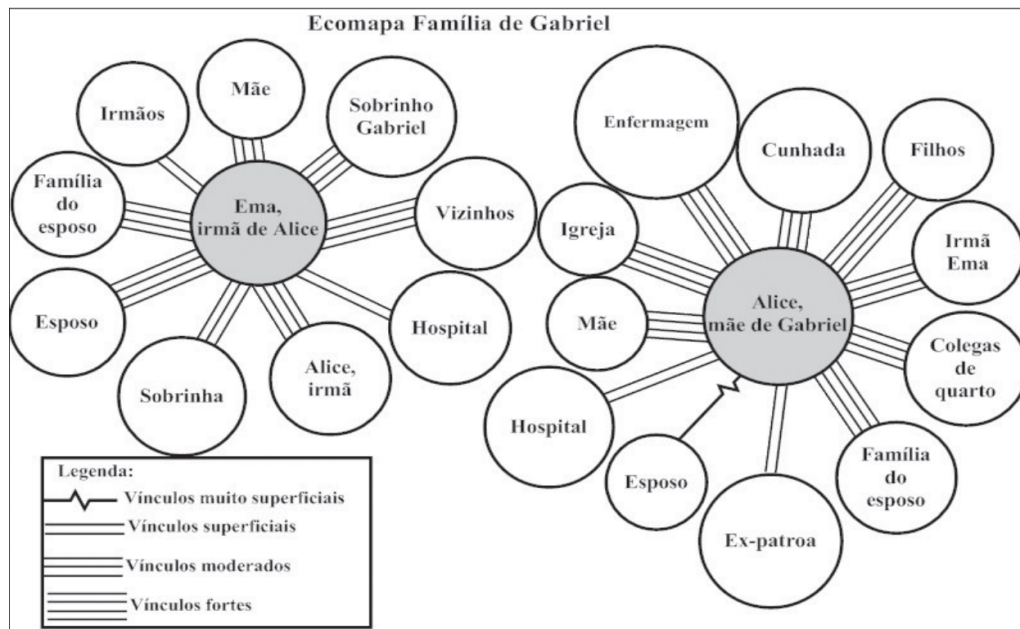 Ecomapa Família de Gabriel
Mãe
Irmãos
Sobrinho
Gabriel
Família
do
esposo
Ema,
irmã de Alice
Vizinhos
Esposo
Hospital
Sobrinha
Alice,
irmã
Enfermagem
Cunhada
Filhos
Igreja
Irmã
Ema
Mãe
Alice,
mãe de Gabriel
Colegas
de
quarto
Hospital
Esposo
Família
do
esposo
Ex-patroa
Legenda:
Vínculos muito superficiais
Vínculos superficiais
Vínculos moderados
Vínculos fortes